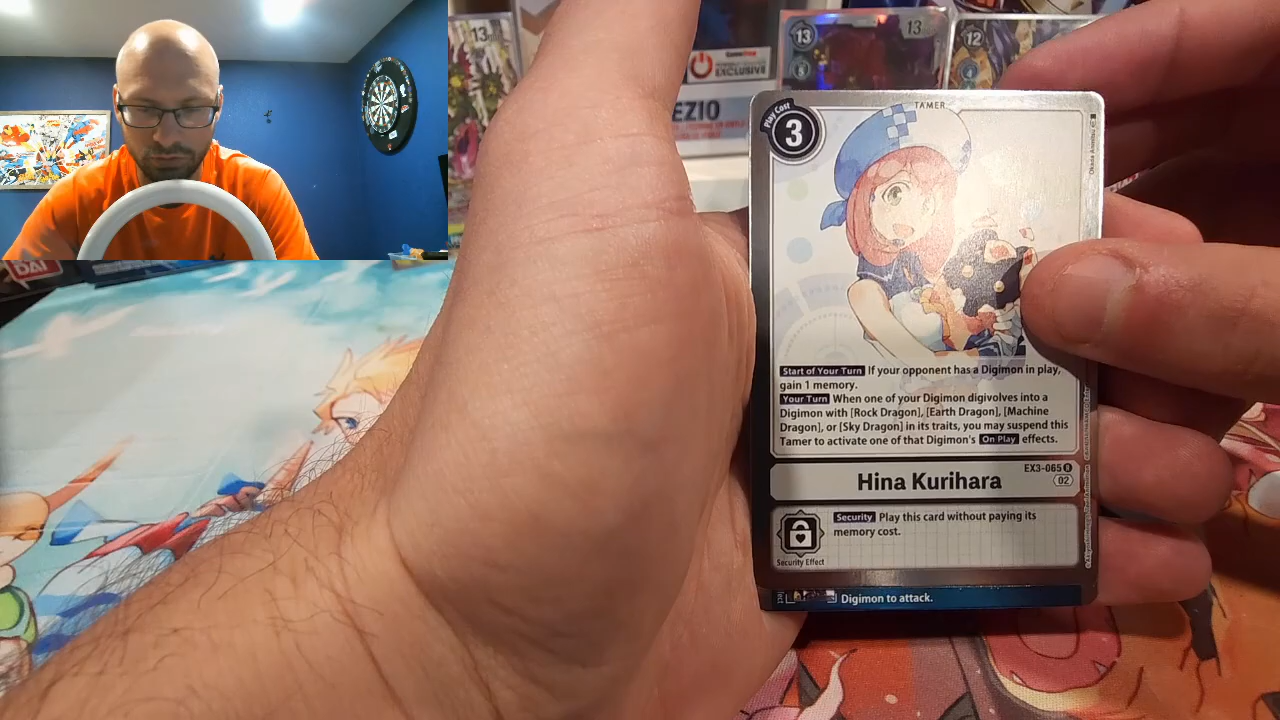 13
13
12
GameStop
EXCLUSIVE
EZIO
TAMER
Play Cost
3
Start of Your Turn If your opponent has a Digimon in play,
gain 1 memory.
Your Turn When one of your Digimon digivolves into a
Digimon with [Rock Dragon], [Earth Dragon], [Machine
Dragon], or [Sky Dragon] in its traits, you may suspend this
Tamer to activate one of that Digimon's On Play effects.
EX3-065 R
02
Hina Kurihara
Security Play this card without paying its
memory cost.
Security Effect
Digimon to attack.